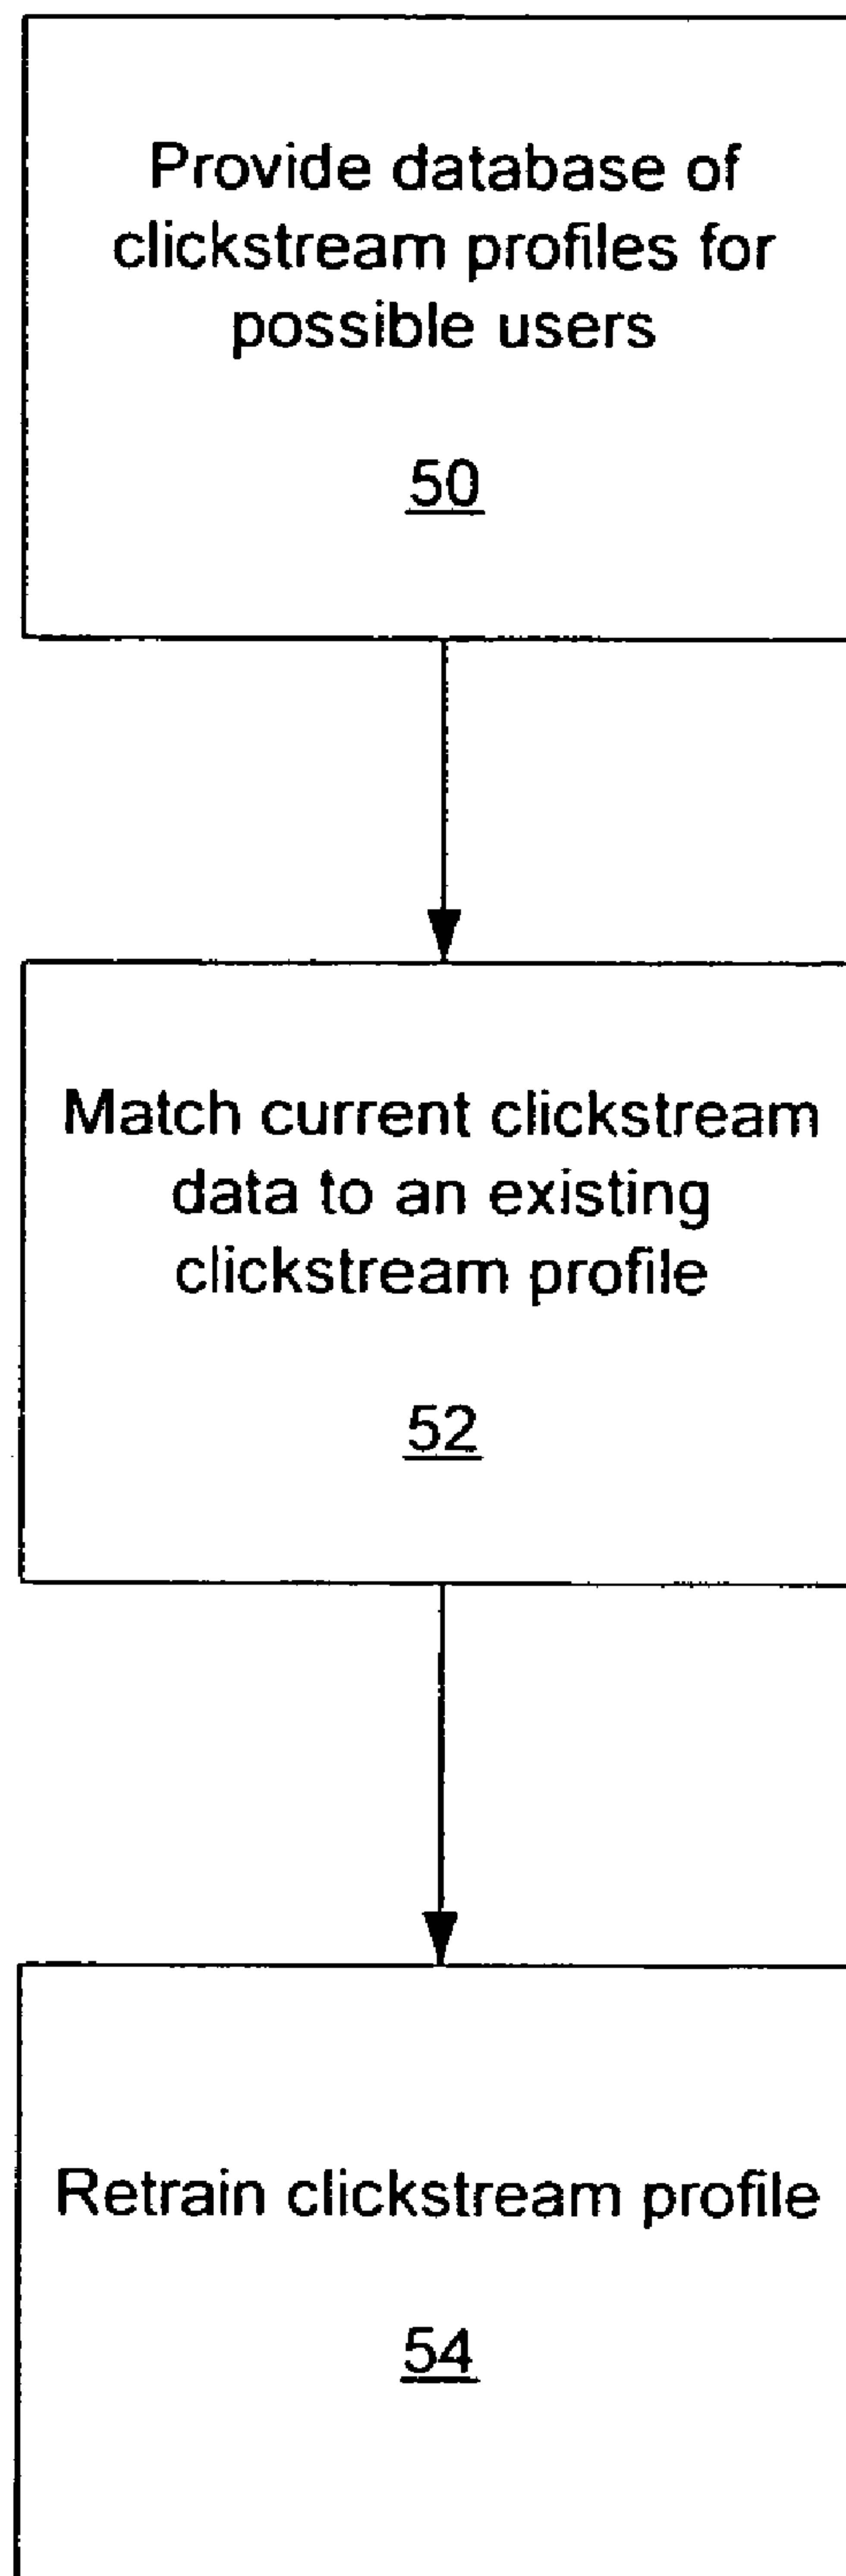 Provide database of
clickstream profiles for
possible users
50
Match current clickstream
data to an existing
clickstream profile
52
Retrain clickstream profile
54